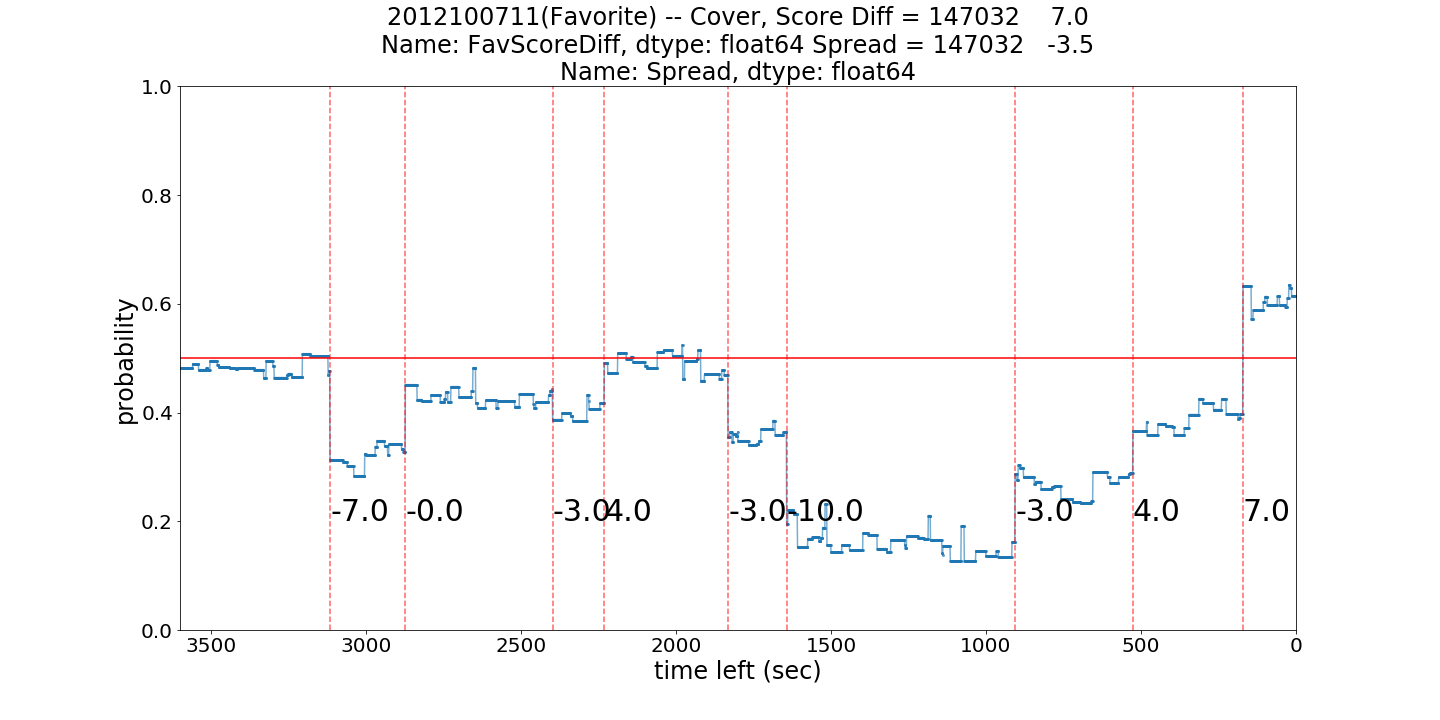 2012100711(Favorite) -- Cover, Score Diff = 147032    7.0
Name: FavScoreDiff, dtype: float64 Spread = 147032   -3.5
Name: Spread, dtype: float64
1.0
0.8
0.6
0.4
0.2
0.0
probability
-7.0 -0.0 -3.0 4.0 -3.0 -10.0 -3.0 4.0 7.0
3500 3000 2500 2000 1500 1000 500 0
time left (sec)